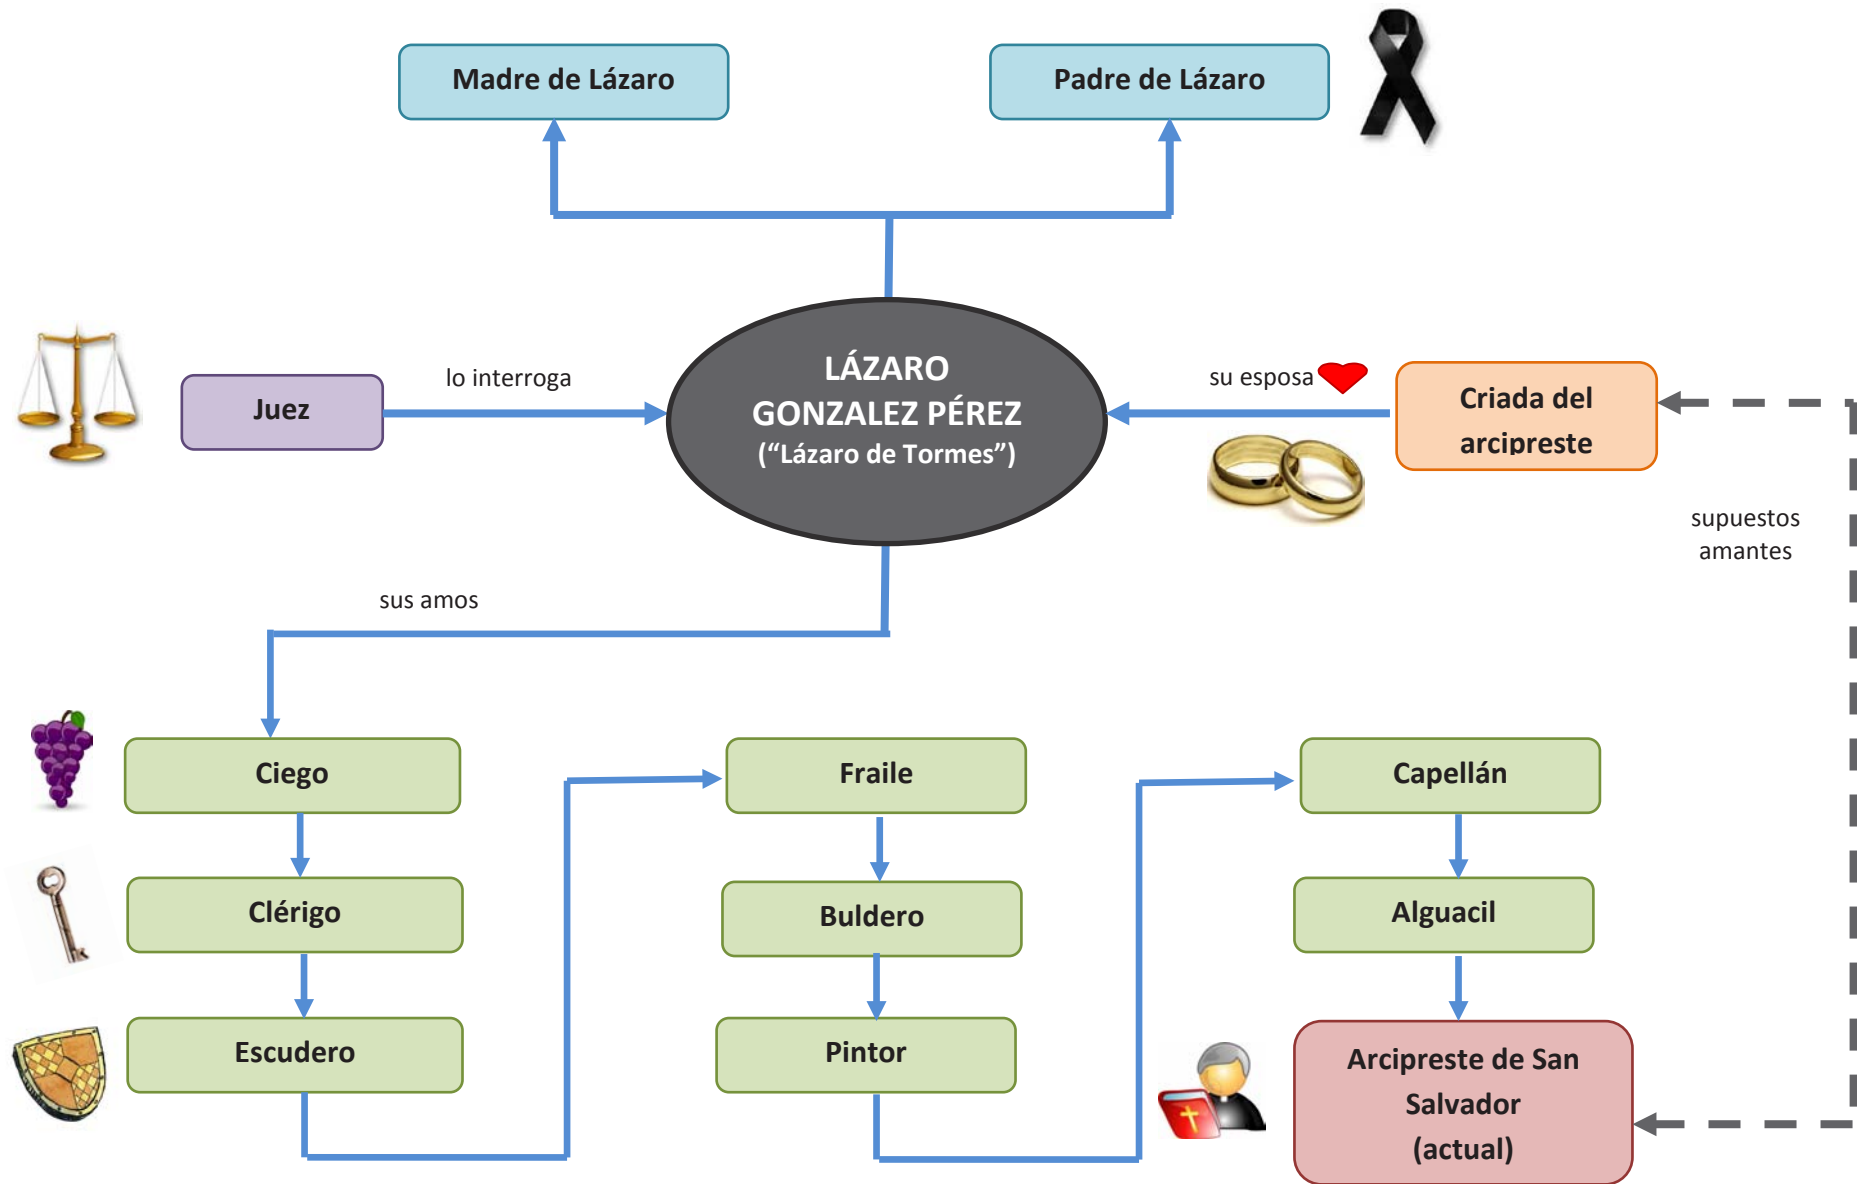 Madre de Lázaro
Padre de Lázaro
LÁZARO
GONZALEZ PÉREZ
(“Lázaro de Tormes”)
Juez
lo interroga
su esposa
Criada del
arcipreste
supuestos
amantes
sus amos
Ciego
Clérigo
Escudero
Fraile
Buldero
Pintor
Capellán
Alguacil
Arcipreste de San
Salvador
(actual)